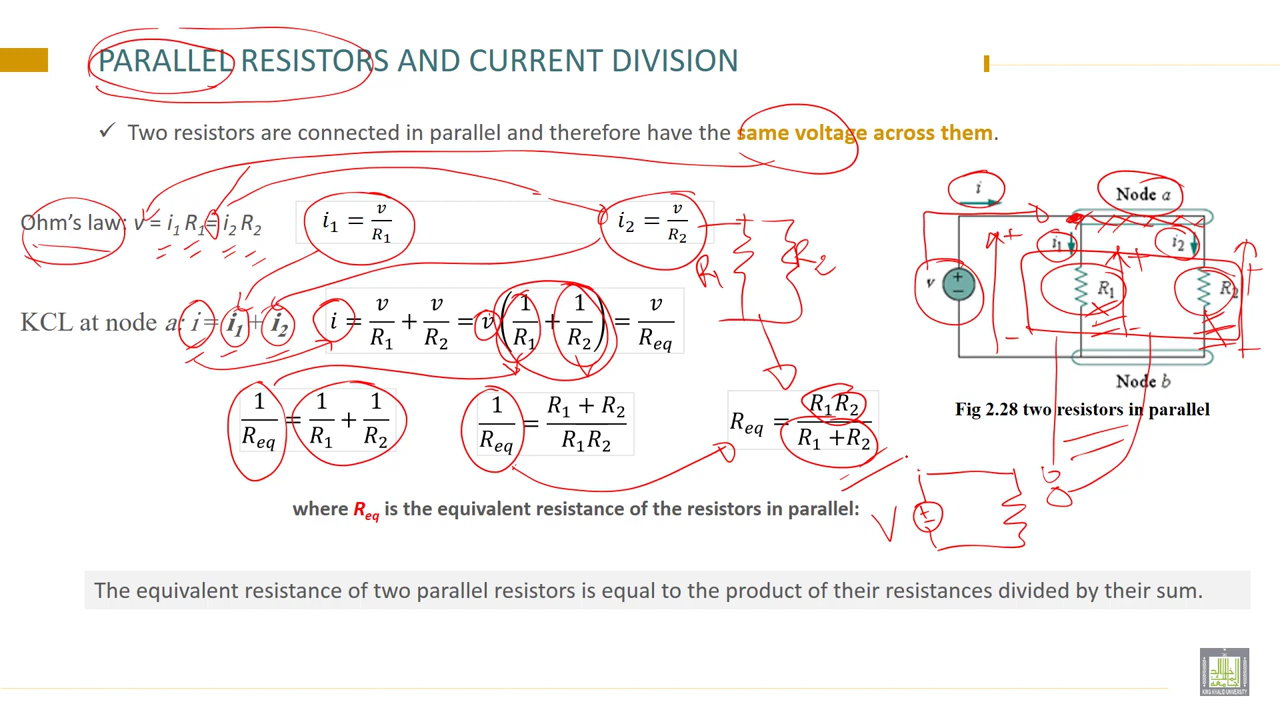 PARALLEL RESISTORS AND CURRENT DIVISION
✓ Two resistors are connected in parallel and therefore have the same voltage across them.
Ohm's law: v = i₁ R₁= i₂ R₂
i₁ = v/R₁
i₂ = v/R₂
KCL at node a: i = i₁ + i₂
i = v/R₁ + v/R₂ = v(1/R₁ + 1/R₂) = v/Req
1/Req = 1/R₁ + 1/R₂
1/Req = (R₁ + R₂)/(R₁R₂)
Req = R₁R₂/(R₁ + R₂)
R₁ R₂
i
Node a
i₁ i₂
v + − R₁ R₂
+ − + − +
Node b
Fig 2.28 two resistors in parallel
V + −
where Req is the equivalent resistance of the resistors in parallel:
The equivalent resistance of two parallel resistors is equal to the product of their resistances divided by their sum.
KING KHALID UNIVERSITY